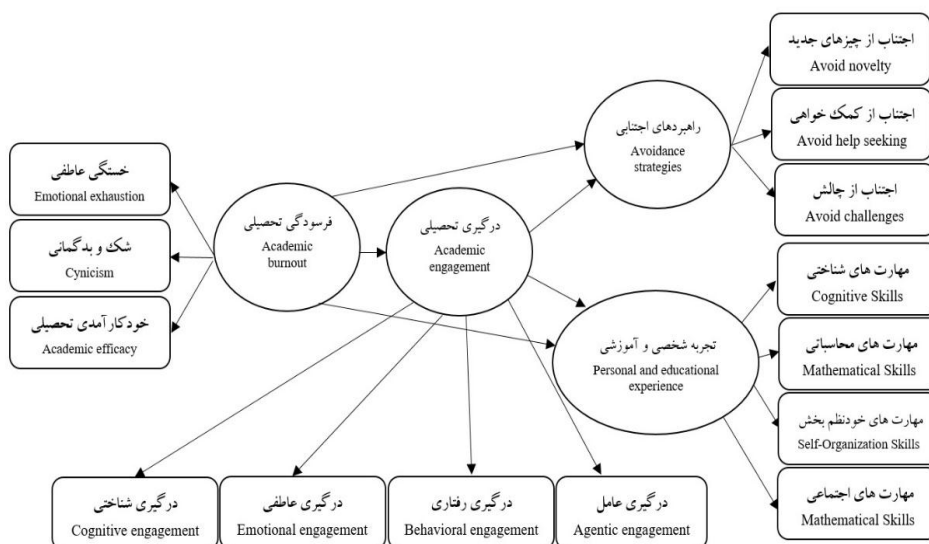 خستگی عاطفی
Emotional exhaustion
شک و بدگمانی
Cynicism
خودکارآمدی تحصیلی
Academic efficacy
فرسودگی تحصیلی
Academic
burnout
درگیری تحصیلی
Academic
engagement
راهبردهای اجتنابی
Avoidance
strategies
تجربه شخصی و آموزشی
Personal and educational
experience
اجتناب از چیزهای جدید
Avoid novelty
اجتناب از کمک خواهی
Avoid help seeking
اجتناب از چالش
Avoid challenges
مهارت های شناختی
Cognitive Skills
مهارت های محاسباتی
Mathematical Skills
مهارت های خودنظم بخش
Self-Organization Skills
مهارت های اجتماعی
Mathematical Skills
درگیری شناختی
Cognitive engagement
درگیری عاطفی
Emotional engagement
درگیری رفتاری
Behavioral engagement
درگیری عامل
Agentic engagement